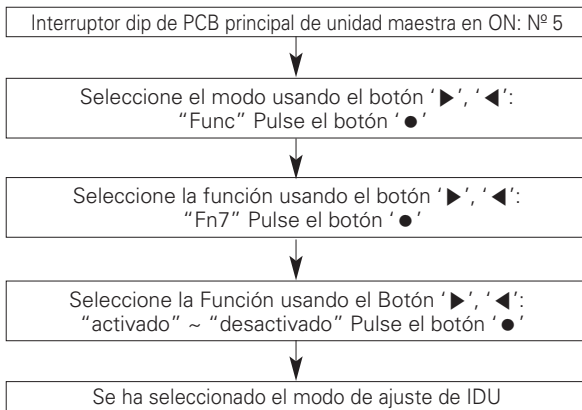 Interruptor dip de PCB principal de unidad maestra en ON: Nº 5
Seleccione el modo usando el botón ‘▶’, ‘◀’:
“Func” Pulse el botón ‘●’
Seleccione la función usando el botón ‘▶’, ‘◀’:
“Fn7” Pulse el botón ‘●’
Seleccione la Función usando el Botón ‘▶’, ‘◀’:
“activado” ~ “desactivado” Pulse el botón ‘●’
Se ha seleccionado el modo de ajuste de IDU